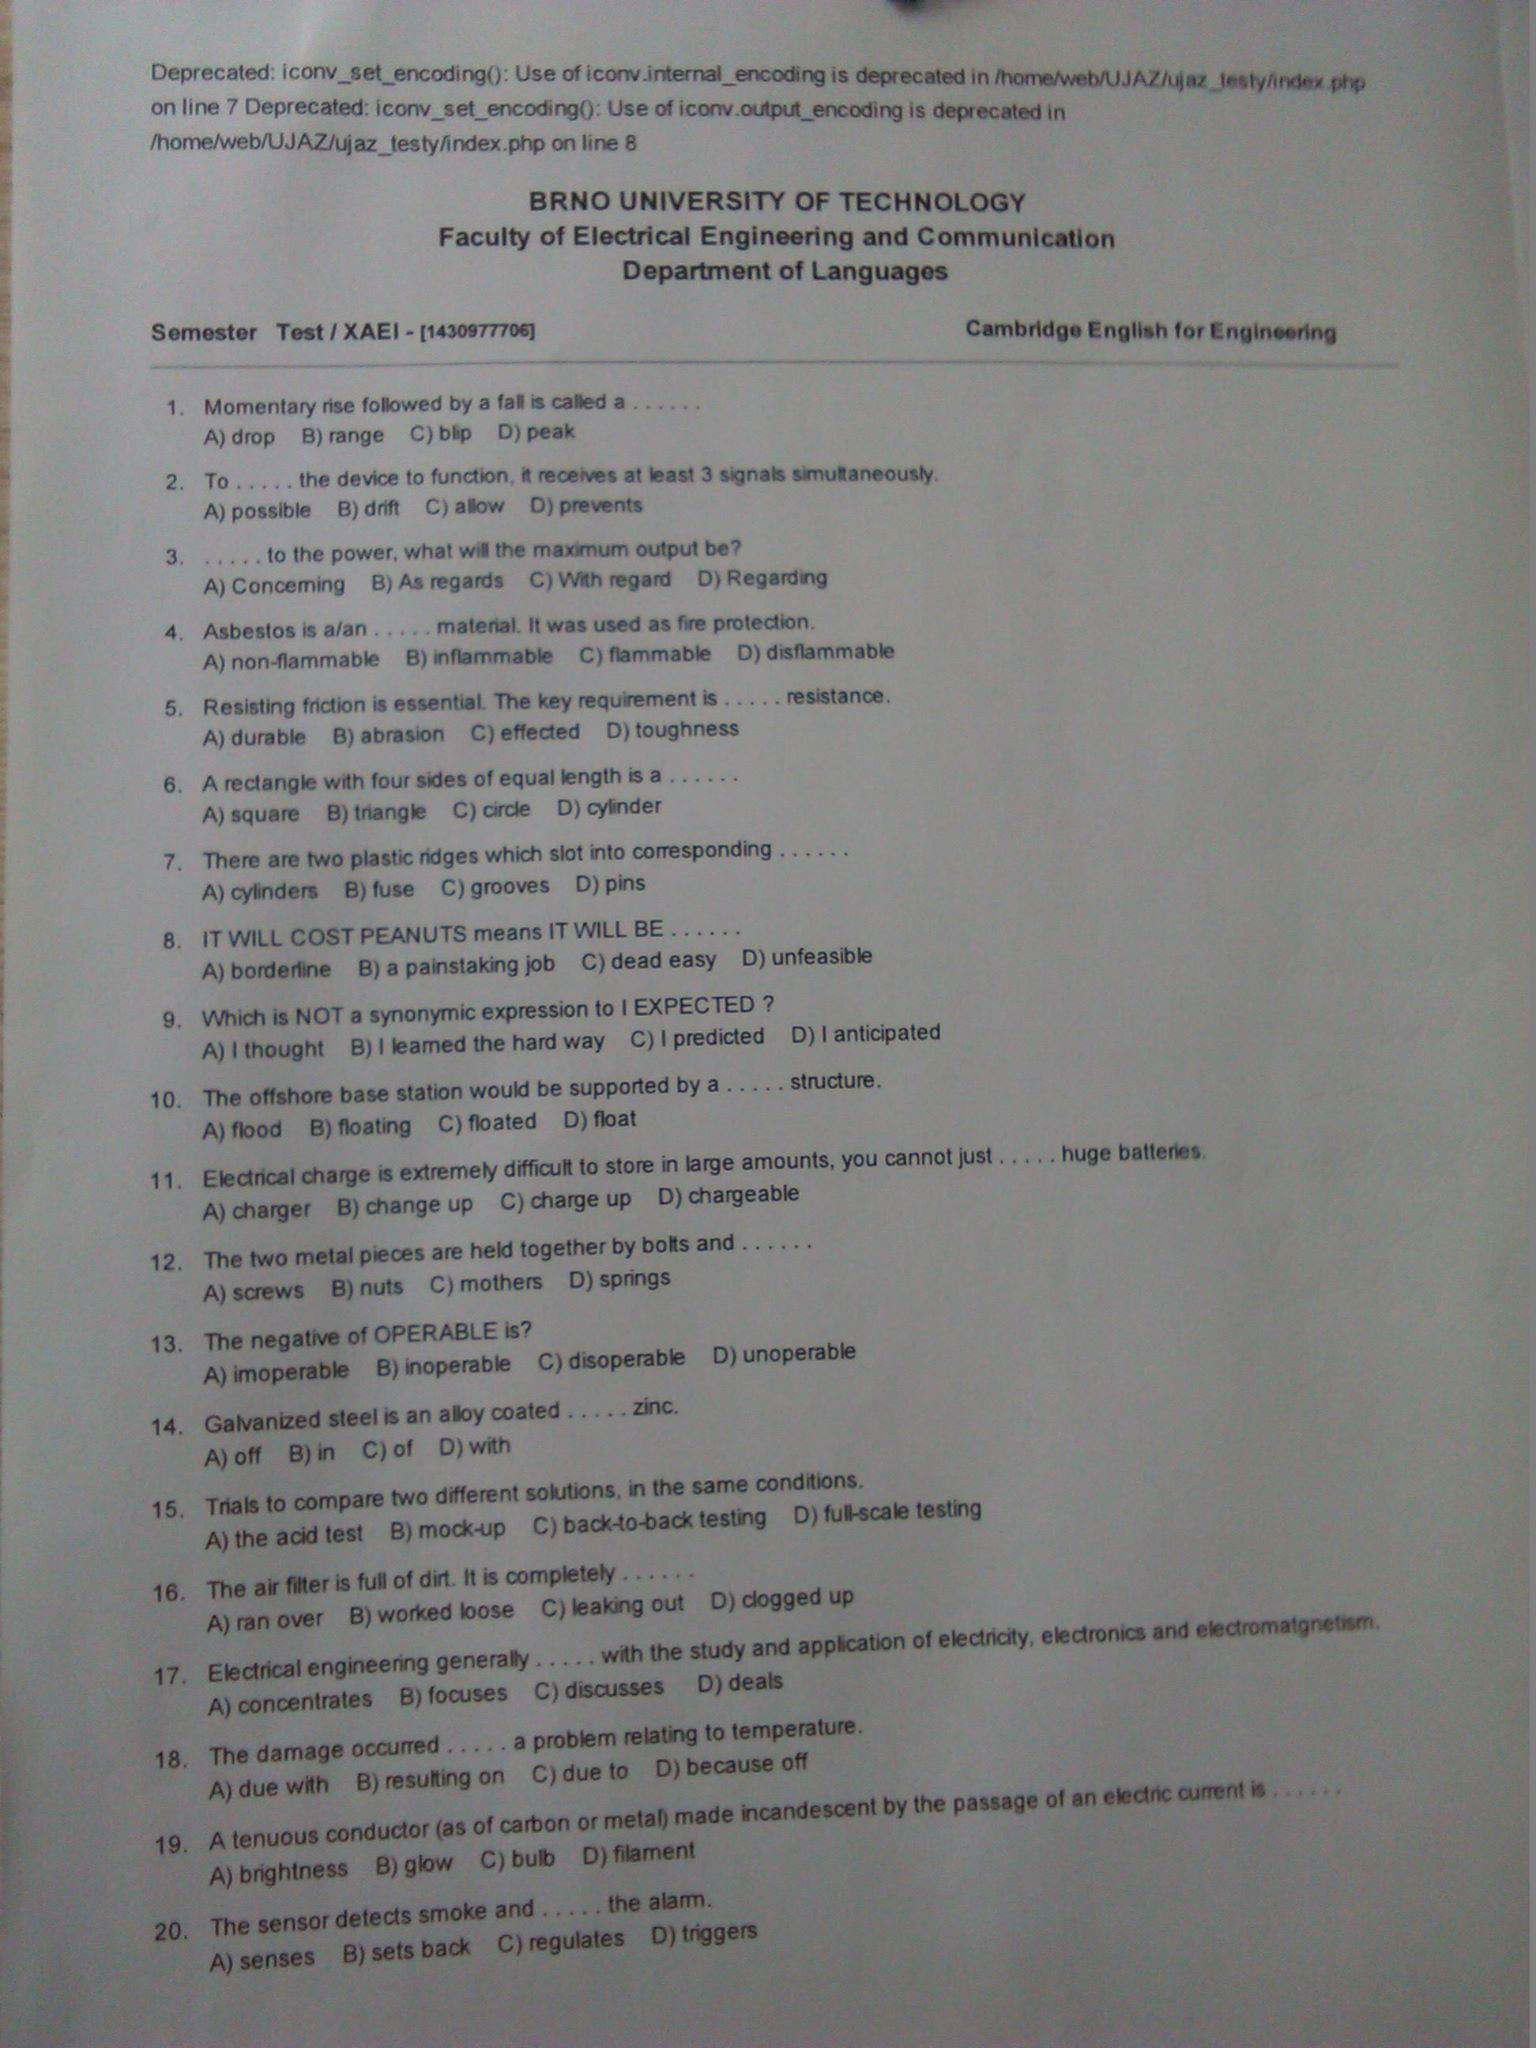 Deprecated: iconv_set_encoding(): Use of iconv.internal_encoding is deprecated in /home/web/UJAZ/ujaz_testy/index.php
on line 7 Deprecated: iconv_set_encoding(): Use of iconv.output_encoding is deprecated in
/home/web/UJAZ/ujaz_testy/index.php on line 8
BRNO UNIVERSITY OF TECHNOLOGY
Faculty of Electrical Engineering and Communication
Department of Languages
Semester Test / XAEI - [1430977706] Cambridge English for Engineering
1. Momentary rise followed by a fall is called a . . . . . .
A) drop B) range C) blip D) peak
2. To . . . . . the device to function, it receives at least 3 signals simultaneously.
A) possible B) drift C) allow D) prevents
3. . . . . . to the power, what will the maximum output be?
A) Concerning B) As regards C) With regard D) Regarding
4. Asbestos is a/an . . . . . material. It was used as fire protection.
A) non-flammable B) inflammable C) flammable D) disflammable
5. Resisting friction is essential. The key requirement is . . . . . resistance.
A) durable B) abrasion C) effected D) toughness
6. A rectangle with four sides of equal length is a . . . . . .
A) square B) triangle C) circle D) cylinder
7. There are two plastic ridges which slot into corresponding . . . . . .
A) cylinders B) fuse C) grooves D) pins
8. IT WILL COST PEANUTS means IT WILL BE . . . . . .
A) borderline B) a painstaking job C) dead easy D) unfeasible
9. Which is NOT a synonymic expression to I EXPECTED ?
A) I thought B) I learned the hard way C) I predicted D) I anticipated
10. The offshore base station would be supported by a . . . . . structure.
A) flood B) floating C) floated D) float
11. Electrical charge is extremely difficult to store in large amounts, you cannot just . . . . . huge batteries.
A) charger B) change up C) charge up D) chargeable
12. The two metal pieces are held together by bolts and . . . . . .
A) screws B) nuts C) mothers D) springs
13. The negative of OPERABLE is?
A) imoperable B) inoperable C) disoperable D) unoperable
14. Galvanized steel is an alloy coated . . . . . zinc.
A) off B) in C) of D) with
15. Trials to compare two different solutions, in the same conditions.
A) the acid test B) mock-up C) back-to-back testing D) full-scale testing
16. The air filter is full of dirt. It is completely . . . . . .
A) ran over B) worked loose C) leaking out D) clogged up
17. Electrical engineering generally . . . . . with the study and application of electricity, electronics and electromatgnetism.
A) concentrates B) focuses C) discusses D) deals
18. The damage occurred . . . . . a problem relating to temperature.
A) due with B) resulting on C) due to D) because off
19. A tenuous conductor (as of carbon or metal) made incandescent by the passage of an electric current is . . . . . .
A) brightness B) glow C) bulb D) filament
20. The sensor detects smoke and . . . . . the alarm.
A) senses B) sets back C) regulates D) triggers